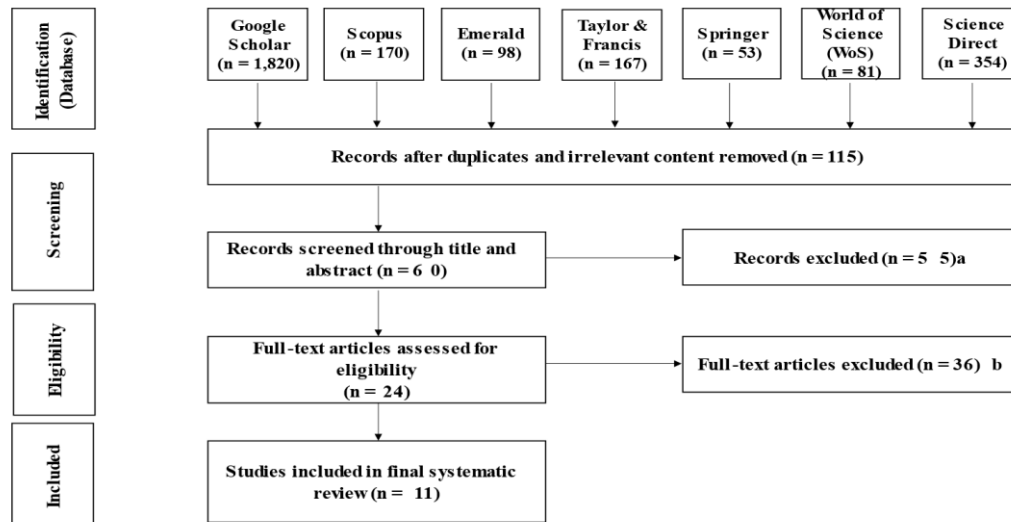 Identification
(Database)
Google
Scholar
(n = 1,820)
Scopus
(n = 170)
Emerald
(n = 98)
Taylor &
Francis
(n = 167)
Springer
(n = 53)
World of
Science
(WoS)
(n = 81)
Science
Direct
(n = 354)
Records after duplicates and irrelevant content removed (n = 115)
Screening
Records screened through title and
abstract (n = 6 0)
Records excluded (n = 5 5)a
Eligibility
Full-text articles assessed for
eligibility
(n = 24)
Full-text articles excluded (n = 36) b
Included
Studies included in final systematic
review (n = 11)